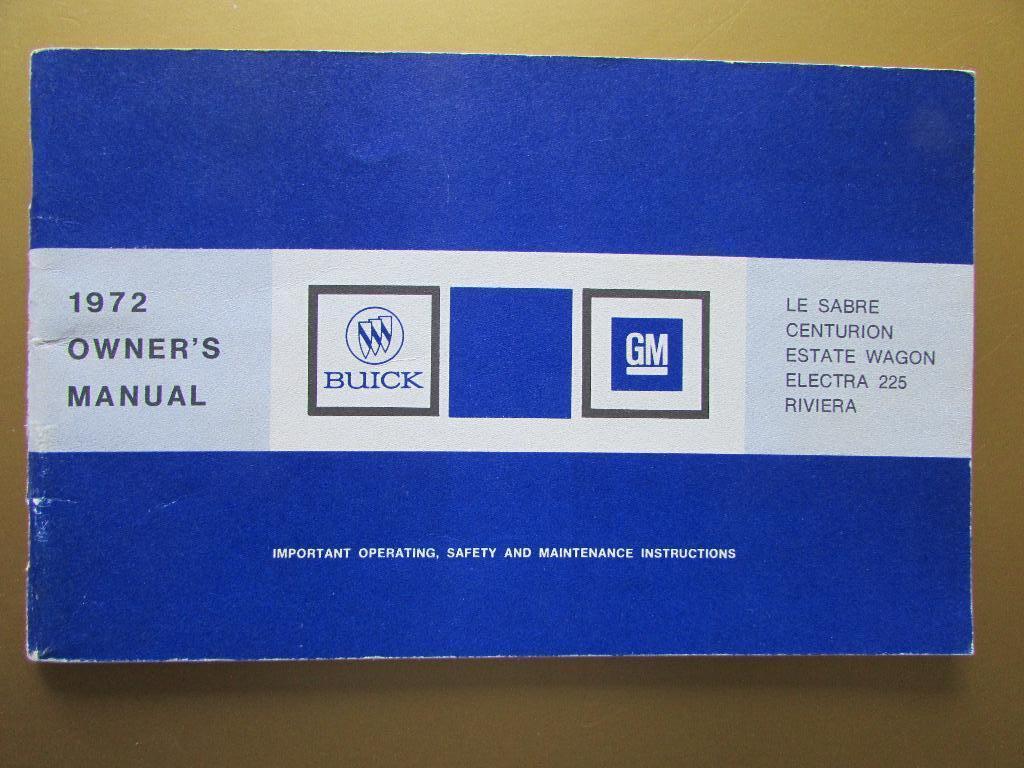 1972
OWNER'S
MANUAL
BUICK
GM
LE SABRE
CENTURION
ESTATE WAGON
ELECTRA 225
RIVIERA
IMPORTANT OPERATING, SAFETY AND MAINTENANCE INSTRUCTIONS